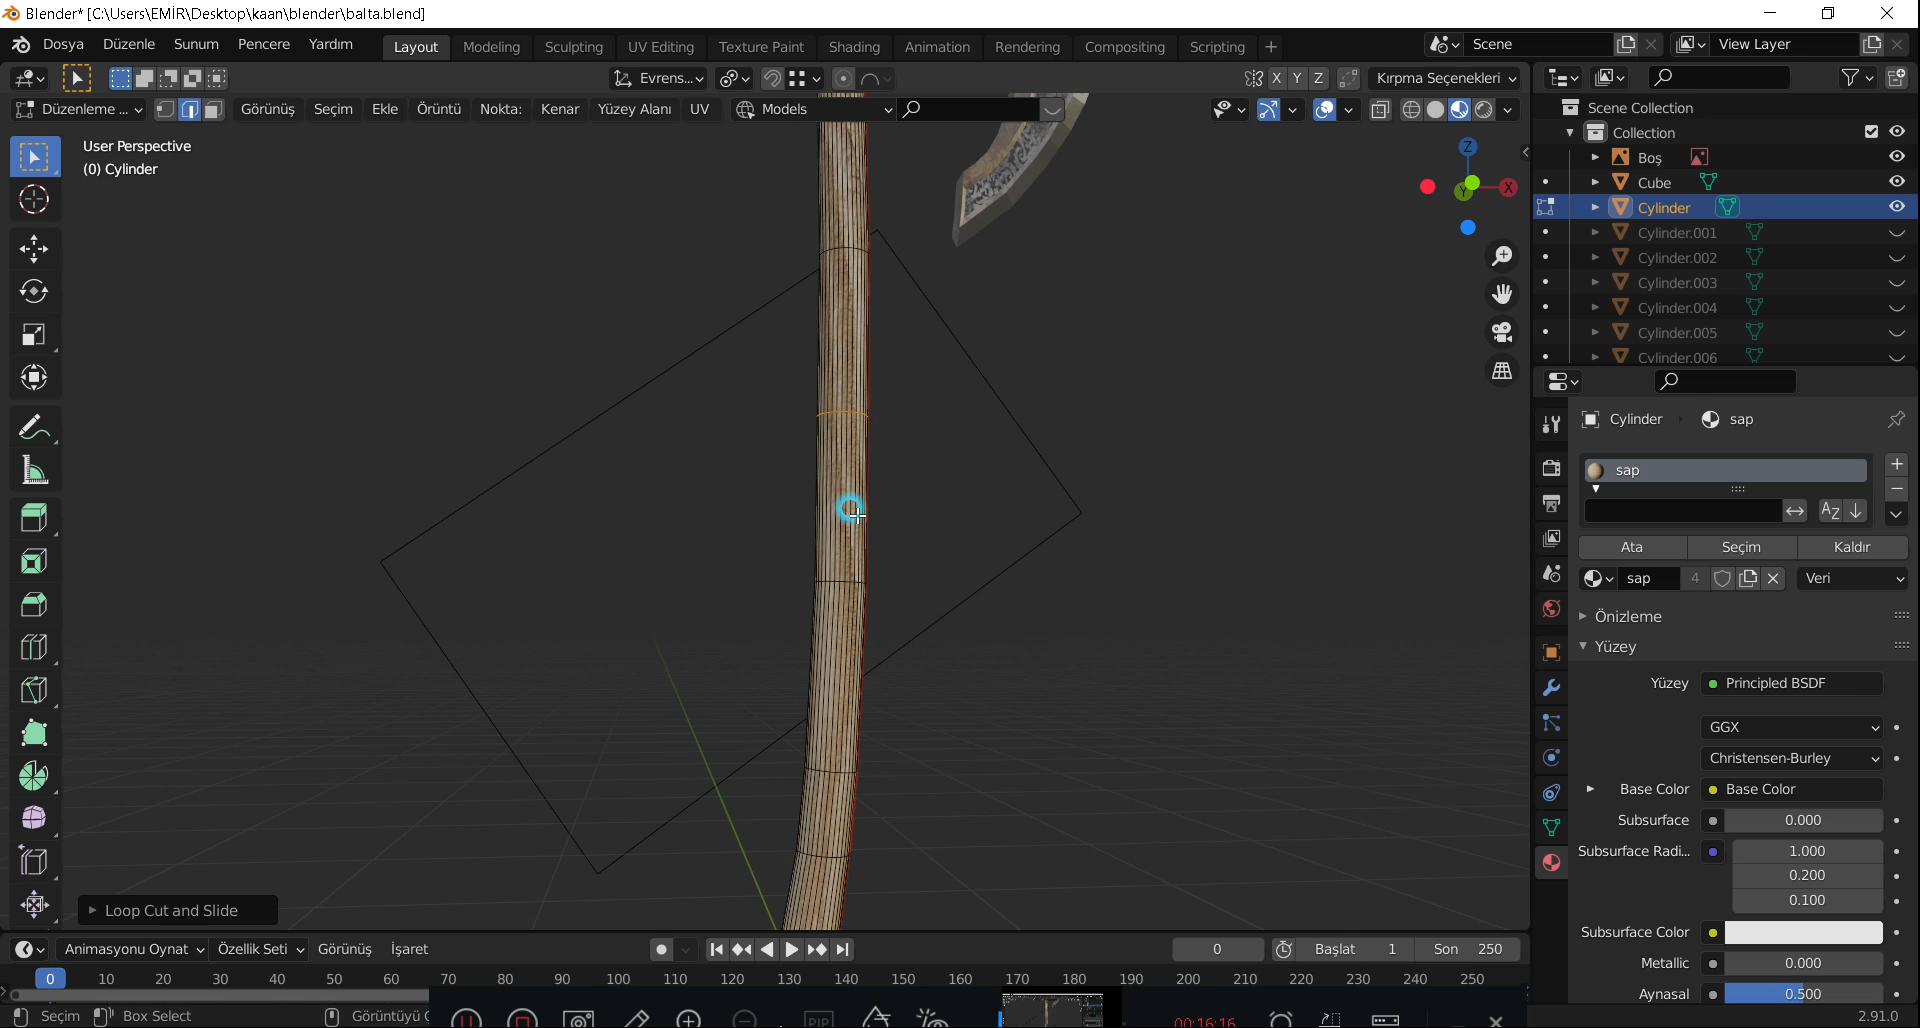 Blender* [C:\Users\EMİR\Desktop\kaan\blender\balta.blend]
Dosya Düzenle Sunum Pencere Yardım Layout Modeling Sculpting UV Editing Texture Paint Shading Animation Rendering Compositing Scripting + Scene View Layer
Evrens... X Y Z Kırpma Seçenekleri
Düzenleme ... Görünüş Seçim Ekle Örüntü Nokta: Kenar Yüzey Alanı UV Models
User Perspective
(0) Cylinder
Z
X
Y
Scene Collection
Collection
Boş
Cube
Cylinder
Cylinder.001
Cylinder.002
Cylinder.003
Cylinder.004
Cylinder.005
Cylinder.006
Cylinder sap
sap
Ata Seçim Kaldır
sap 4 Veri
Önizleme
Yüzey
Yüzey Principled BSDF
GGX
Christensen-Burley
Base Color Base Color
Subsurface 0.000
Subsurface Radi... 1.000
0.200
0.100
Subsurface Color
Metallic 0.000
Aynasal 0.500
Loop Cut and Slide
Animasyonu Oynat Özellik Seti Görünüş İşaret 0 Başlat 1 Son 250
0 10 20 30 40 50 60 70 80 90 100 110 120 130 140 150 160 170 180 190 200 210 220 230 240 250
Seçim Box Select Görüntüyü
PIP 00:16:16
2.91.0